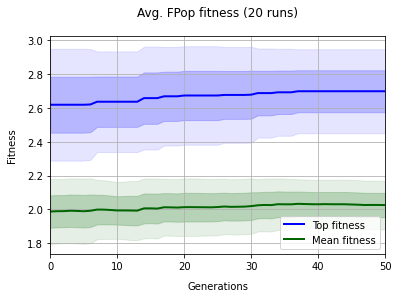 Avg. FPop fitness (20 runs)
3.0
2.8
2.6
2.4
2.2
2.0
1.8
Fitness
0 10 20 30 40 50
Generations
Top fitness
Mean fitness